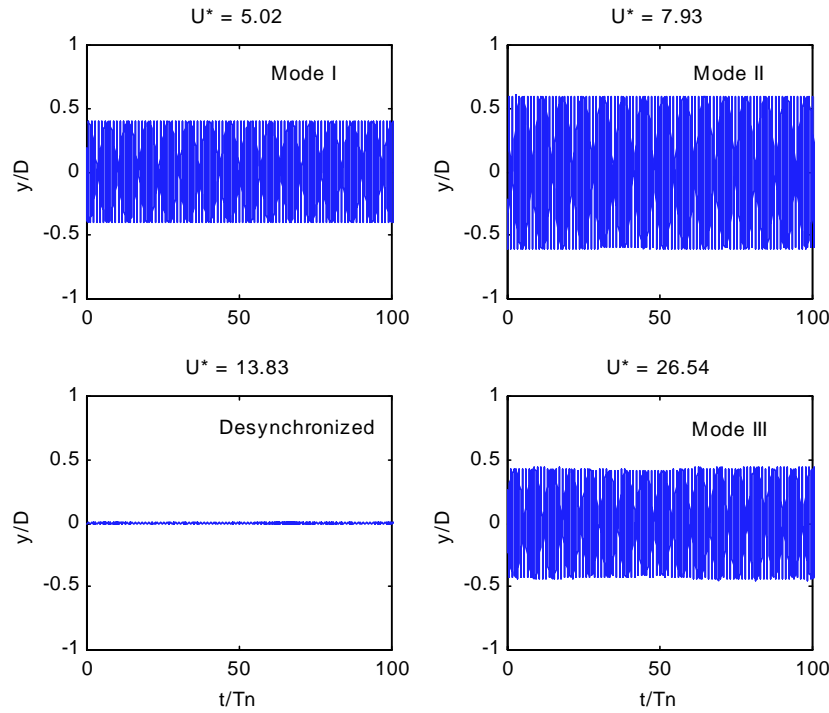 U* = 5.02
1
0.5
0
-0.5
-1
y/D
Mode I
0
50
100
U* = 7.93
1
0.5
0
-0.5
-1
y/D
Mode II
0
50
100
U* = 13.83
1
0.5
0
-0.5
-1
y/D
Desynchronized
0
50
100
t/Tn
U* = 26.54
1
0.5
0
-0.5
-1
y/D
Mode III
0
50
100
t/Tn